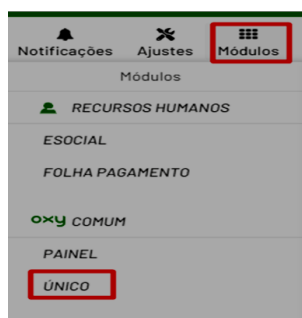 Notificações Ajustes Módulos
Módulos
RECURSOS HUMANOS
ESOCIAL
FOLHA PAGAMENTO
oxy COMUM
PAINEL
ÚNICO